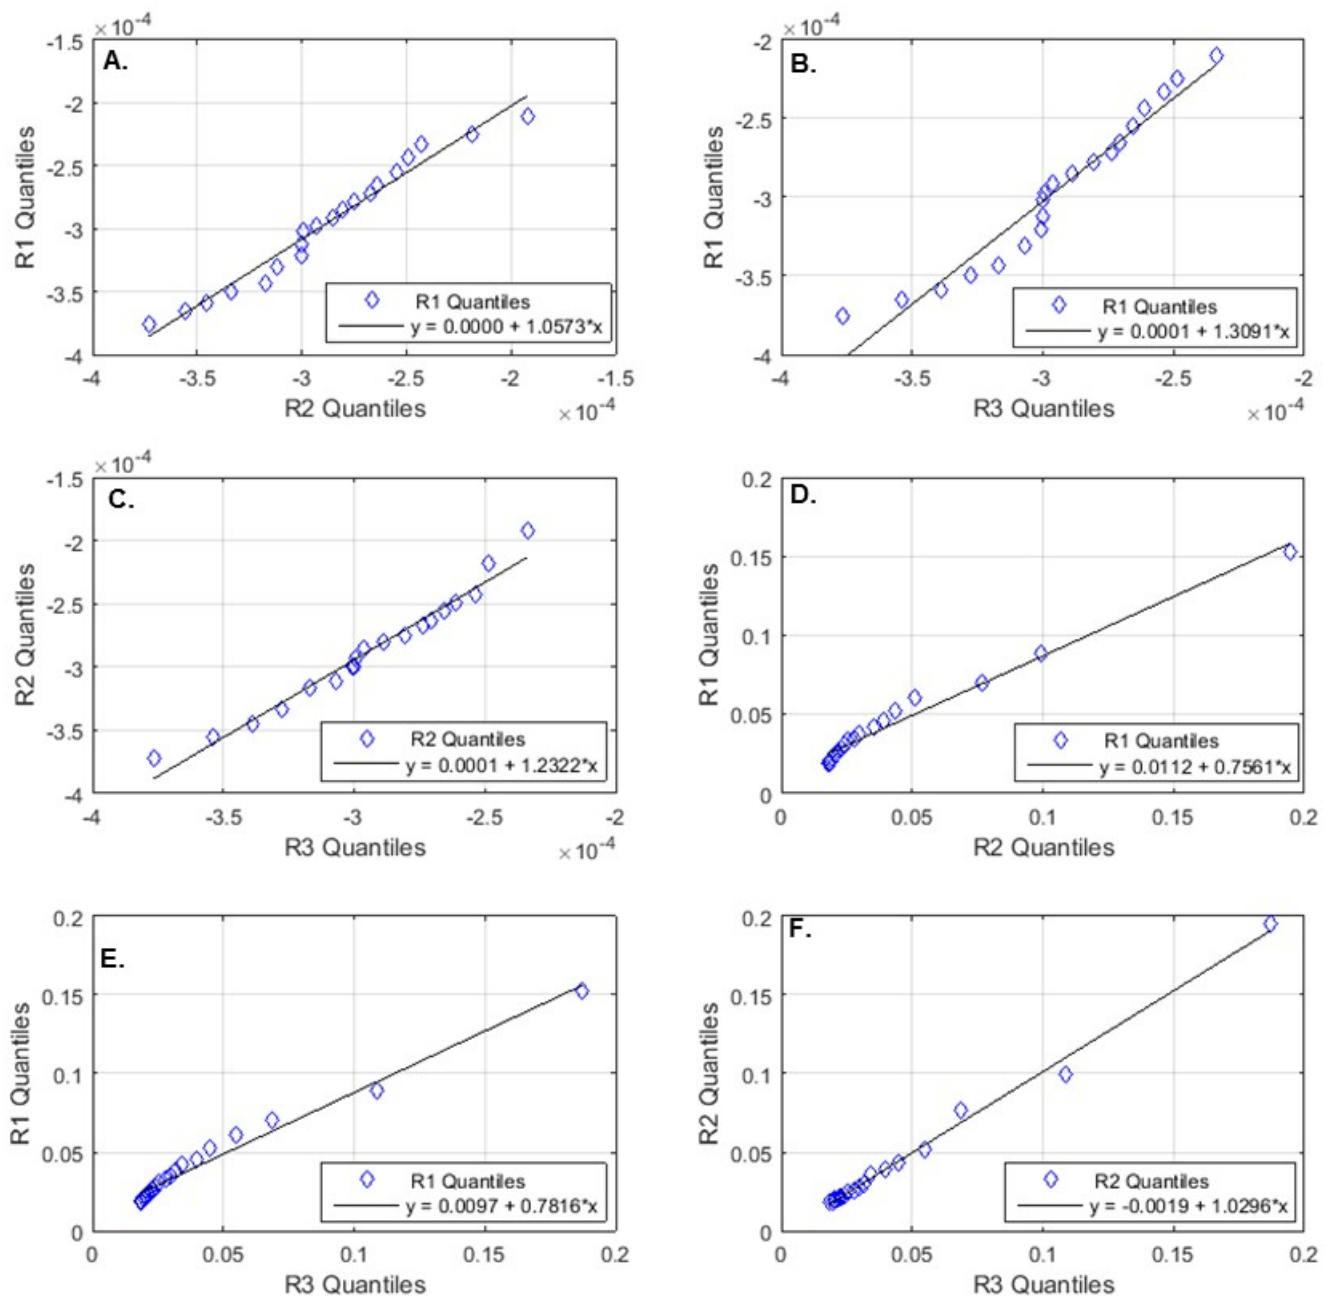 ×10⁻⁴
A.
-1.5
-2
-2.5
-3
-3.5
-4
R1 Quantiles
R1 Quantiles
y = 0.0000 + 1.0573*x
-4 -3.5 -3 -2.5 -2 -1.5
R2 Quantiles
×10⁻⁴
×10⁻⁴
B.
-2
-2.5
-3
-3.5
-4
R1 Quantiles
R1 Quantiles
y = 0.0001 + 1.3091*x
-4 -3.5 -3 -2.5 -2
R3 Quantiles
×10⁻⁴
×10⁻⁴
C.
-1.5
-2
-2.5
-3
-3.5
-4
R2 Quantiles
R2 Quantiles
y = 0.0001 + 1.2322*x
-4 -3.5 -3 -2.5 -2
R3 Quantiles
×10⁻⁴
D.
0.2
0.15
0.1
0.05
0
R1 Quantiles
R1 Quantiles
y = 0.0112 + 0.7561*x
0 0.05 0.1 0.15 0.2
R2 Quantiles
E.
0.2
0.15
0.1
0.05
0
R1 Quantiles
R1 Quantiles
y = 0.0097 + 0.7816*x
0 0.05 0.1 0.15 0.2
R3 Quantiles
F.
0.2
0.15
0.1
0.05
0
R2 Quantiles
R2 Quantiles
y = -0.0019 + 1.0296*x
0 0.05 0.1 0.15 0.2
R3 Quantiles